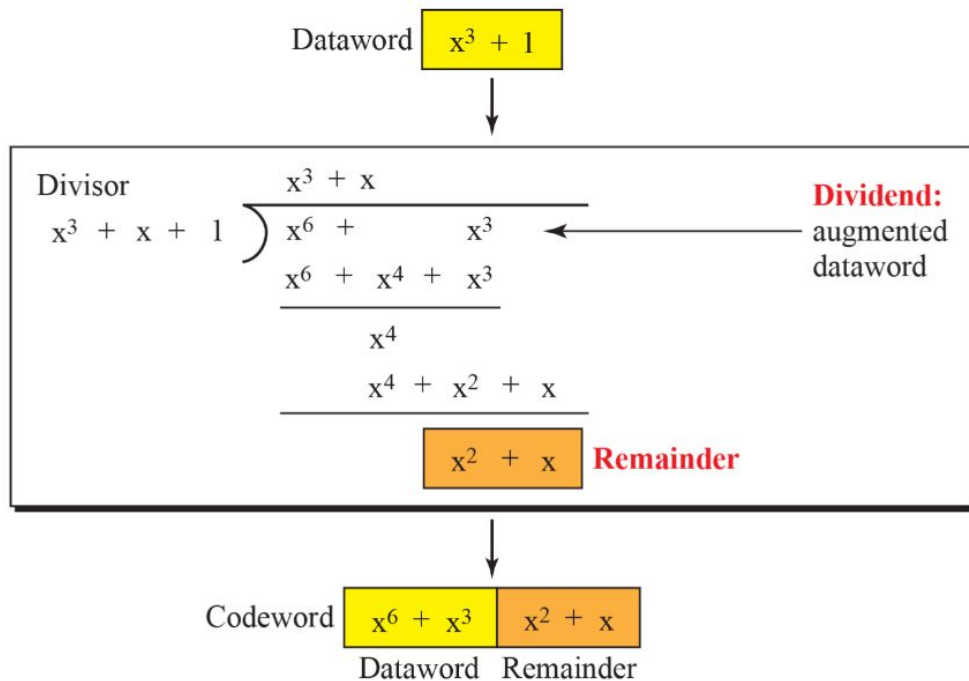 Dataword x³ + 1
Divisor
x³ + x
Dividend:
augmented
dataword
x³ + x + 1
x⁶ + x³
x⁶ + x⁴ + x³
x⁴
x⁴ + x² + x
x² + x Remainder
Codeword x⁶ + x³ x² + x
Dataword Remainder